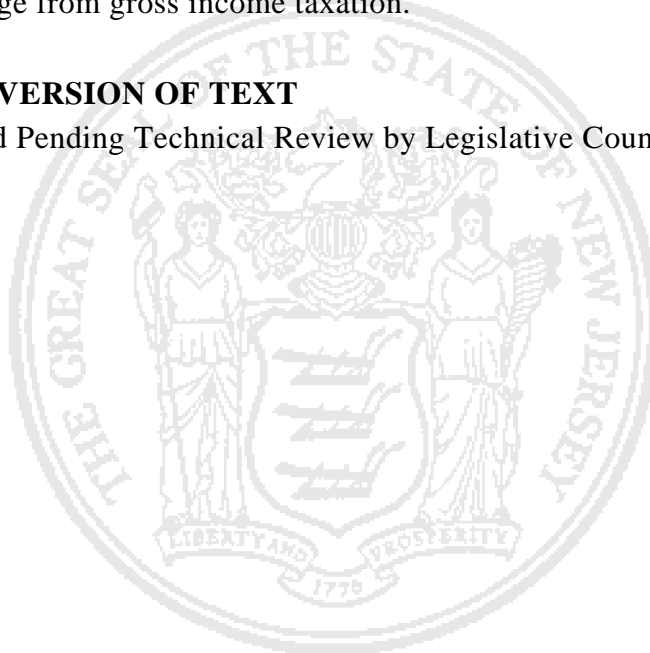 ge from gross income taxation.
VERSION OF TEXT
d Pending Technical Review by Legislative Coun
THE GREAT SEAL OF THE STATE OF NEW JERSEY
LIBERTY AND PROSPERITY
1776